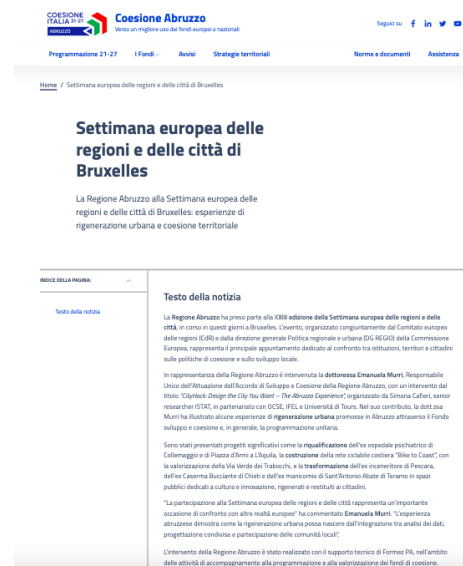 COESIONE
ITALIA 21-27
ABRUZZO
Coesione Abruzzo
Verso un migliore uso dei fondi europei e nazionali
Seguici su
Programmazione 21-27 I Fondi Avvisi Strategie territoriali Norme e documenti Assistenza
Home / Settimana europea delle regioni e delle città di Bruxelles
Settimana europea delle
regioni e delle città di
Bruxelles
La Regione Abruzzo alla Settimana europea delle
regioni e delle città di Bruxelles: esperienze di
rigenerazione urbana e coesione territoriale
INDICE DELLA PAGINA:
Testo della notizia
Testo della notizia
La Regione Abruzzo ha preso parte alla XXIII edizione della Settimana europea delle regioni e delle
città, in corso in questi giorni a Bruxelles. L'evento, organizzato congiuntamente dal Comitato europeo
delle regioni (CdR) e dalla direzione generale Politica regionale e urbana (DG REGIO) della Commissione
Europea, rappresenta il principale appuntamento dedicato al confronto tra istituzioni, territori e cittadini
sulle politiche di coesione e sullo sviluppo locale.
In rappresentanza della Regione Abruzzo è intervenuta la dottoressa Emanuela Murri, Responsabile
Unico dell'Attuazione dell'Accordo di Sviluppo e Coesione della Regione Abruzzo, con un intervento dal
titolo "CityHack: Design the City You Want – The Abruzzo Experience", organizzato da Simona Cafieri, senior
researcher ISTAT, in partenariato con OCSE, IFEL e Università di Tours. Nel suo contributo, la dott.ssa
Murri ha illustrato alcune esperienze di rigenerazione urbana promosse in Abruzzo attraverso il Fondo
sviluppo e coesione e, in generale, la programmazione unitaria.
Sono stati presentati progetti significativi come la riqualificazione dell'ex ospedale psichiatrico di
Collemaggio e di Piazza d'Armi a L'Aquila, la costruzione della rete ciclabile costiera "Bike to Coast", con
la valorizzazione della Via Verde dei Trabocchi, e la trasformazione dell'ex inceneritore di Pescara,
dell'ex Caserma Bucciante di Chieti e dell'ex manicomio di Sant'Antonio Abate di Teramo in spazi
pubblici dedicati a cultura e innovazione, rigenerati e restituiti ai cittadini.
"La partecipazione alla Settimana europea delle regioni e delle città rappresenta un'importante
occasione di confronto con altre realtà europee" ha commentato Emanuela Murri. "L'esperienza
abruzzese dimostra come la rigenerazione urbana possa nascere dall'integrazione tra analisi dei dati,
progettazione condivisa e partecipazione delle comunità locali".
L'intervento della Regione Abruzzo è stato realizzato con il supporto tecnico di Formez PA, nell'ambito
delle attività di accompagnamento alla programmazione e alla valorizzazione dei fondi di coesione.